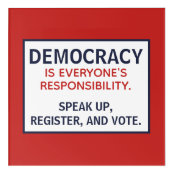 DEMOCRACY
IS EVERYONE'S
RESPONSIBILITY.
SPEAK UP,
REGISTER, AND VOTE.